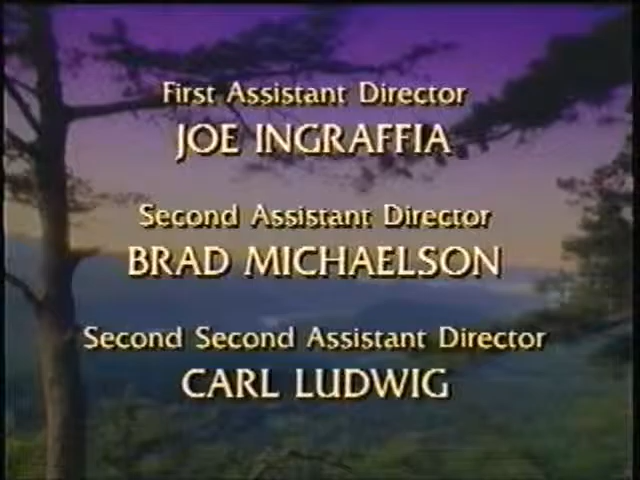 First Assistant Director
JOE INGRAFFIA
Second Assistant Director
BRAD MICHAELSON
Second Second Assistant Director
CARL LUDWIG